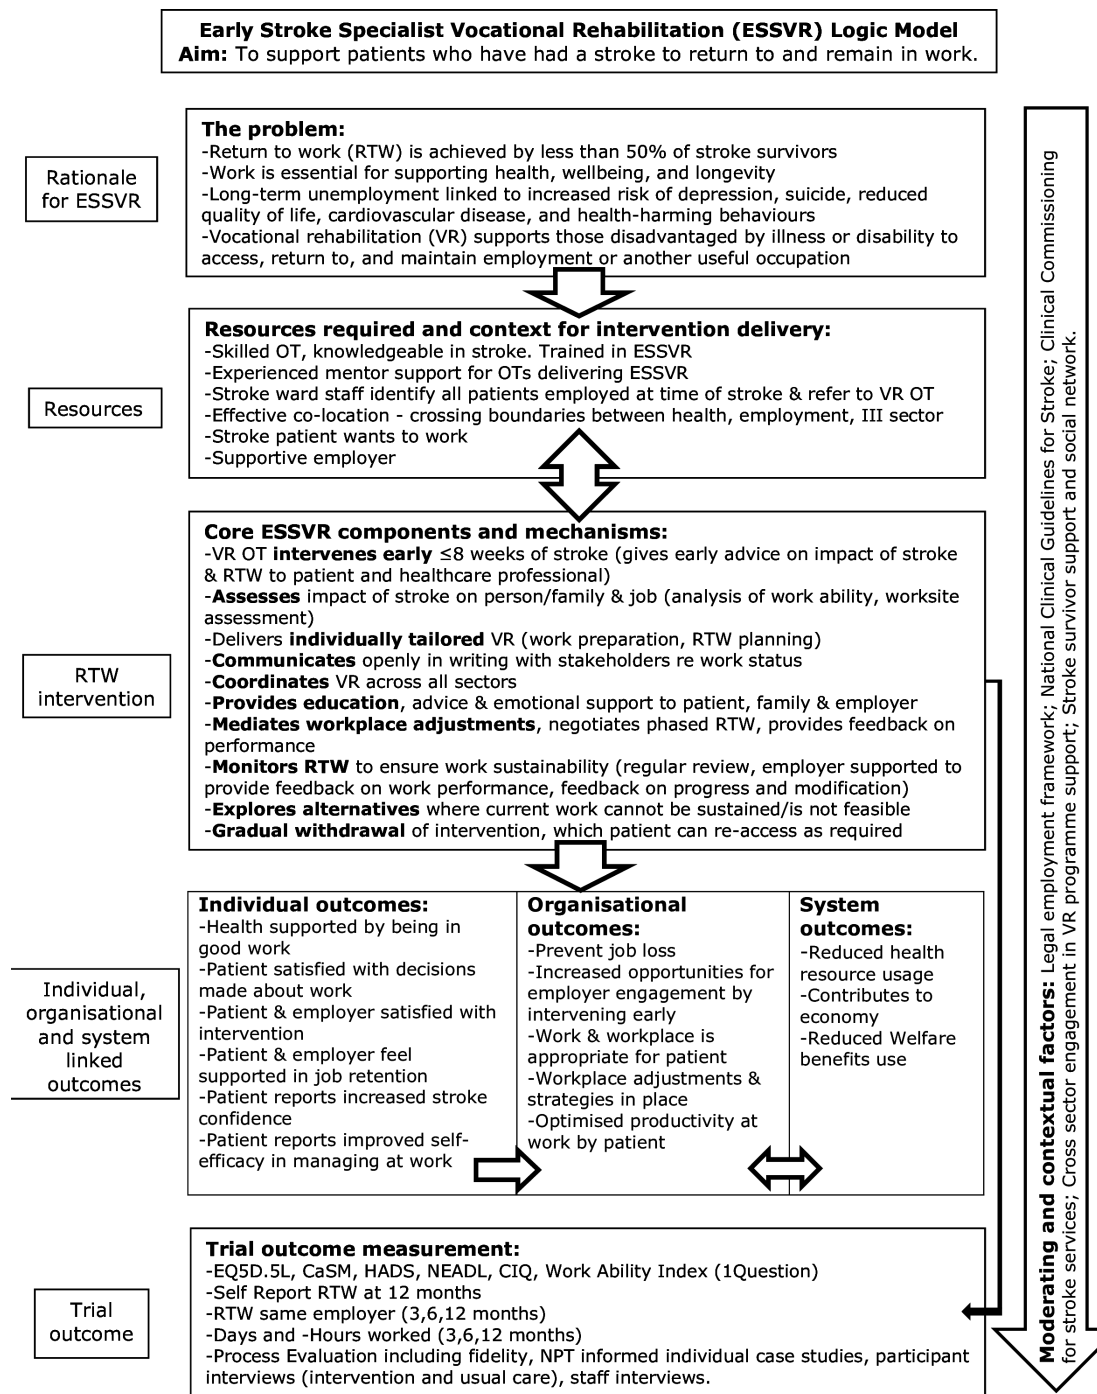 Early Stroke Specialist Vocational Rehabilitation (ESSVR) Logic Model
Aim: To support patients who have had a stroke to return to and remain in work.
Rationale
for ESSVR
The problem:
-Return to work (RTW) is achieved by less than 50% of stroke survivors
-Work is essential for supporting health, wellbeing, and longevity
-Long-term unemployment linked to increased risk of depression, suicide, reduced
quality of life, cardiovascular disease, and health-harming behaviours
-Vocational rehabilitation (VR) supports those disadvantaged by illness or disability to
access, return to, and maintain employment or another useful occupation
Resources
Resources required and context for intervention delivery:
-Skilled OT, knowledgeable in stroke. Trained in ESSVR
-Experienced mentor support for OTs delivering ESSVR
-Stroke ward staff identify all patients employed at time of stroke & refer to VR OT
-Effective co-location - crossing boundaries between health, employment, III sector
-Stroke patient wants to work
-Supportive employer
RTW
intervention
Core ESSVR components and mechanisms:
-VR OT intervenes early ≤8 weeks of stroke (gives early advice on impact of stroke
& RTW to patient and healthcare professional)
-Assesses impact of stroke on person/family & job (analysis of work ability, worksite
assessment)
-Delivers individually tailored VR (work preparation, RTW planning)
-Communicates openly in writing with stakeholders re work status
-Coordinates VR across all sectors
-Provides education, advice & emotional support to patient, family & employer
-Mediates workplace adjustments, negotiates phased RTW, provides feedback on
performance
-Monitors RTW to ensure work sustainability (regular review, employer supported to
provide feedback on work performance, feedback on progress and modification)
-Explores alternatives where current work cannot be sustained/is not feasible
-Gradual withdrawal of intervention, which patient can re-access as required
Individual,
organisational
and system
linked
outcomes
Individual outcomes:
-Health supported by being in
good work
-Patient satisfied with decisions
made about work
-Patient & employer satisfied with
intervention
-Patient & employer feel
supported in job retention
-Patient reports increased stroke
confidence
-Patient reports improved self-
efficacy in managing at work
Organisational
outcomes:
-Prevent job loss
-Increased opportunities for
employer engagement by
intervening early
-Work & workplace is
appropriate for patient
-Workplace adjustments &
strategies in place
-Optimised productivity at
work by patient
System
outcomes:
-Reduced health
resource usage
-Contributes to
economy
-Reduced Welfare
benefits use
Trial
outcome
Trial outcome measurement:
-EQ5D.5L, CaSM, HADS, NEADL, CIQ, Work Ability Index (1Question)
-Self Report RTW at 12 months
-RTW same employer (3,6,12 months)
-Days and -Hours worked (3,6,12 months)
-Process Evaluation including fidelity, NPT informed individual case studies, participant
interviews (intervention and usual care), staff interviews.
Moderating and contextual factors: Legal employment framework; National Clinical Guidelines for Stroke; Clinical Commissioning
for stroke services; Cross sector engagement in VR programme support; Stroke survivor support and social network.